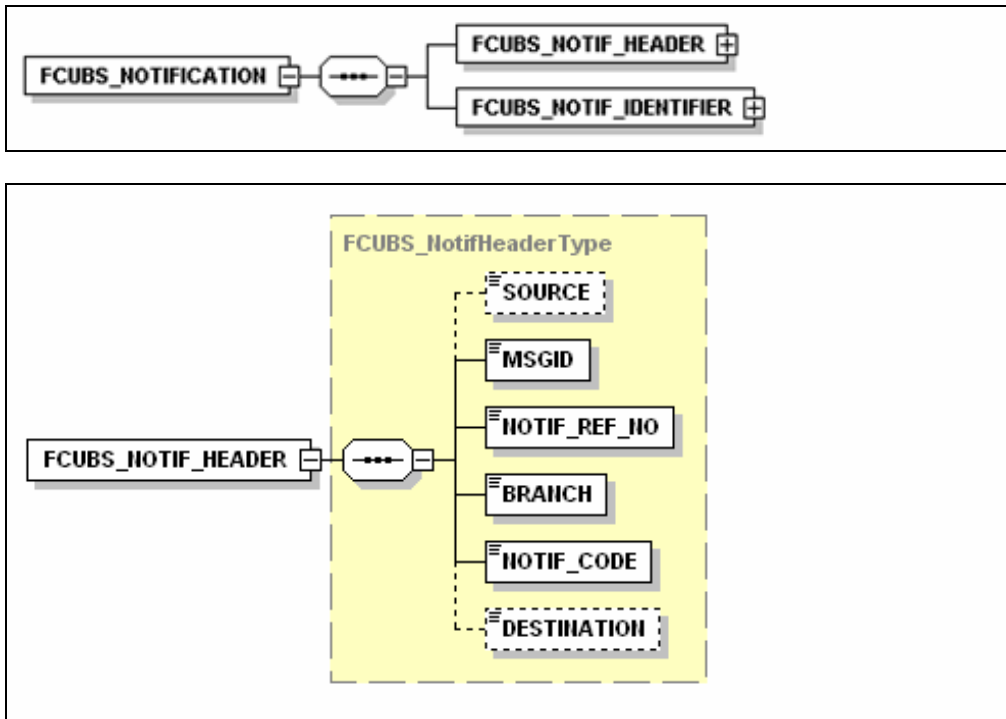 FCUBS_NOTIFICATION
FCUBS_NOTIF_HEADER
FCUBS_NOTIF_IDENTIFIER
FCUBS_NotifHeaderType
SOURCE
MSGID
NOTIF_REF_NO
FCUBS_NOTIF_HEADER
BRANCH
NOTIF_CODE
DESTINATION